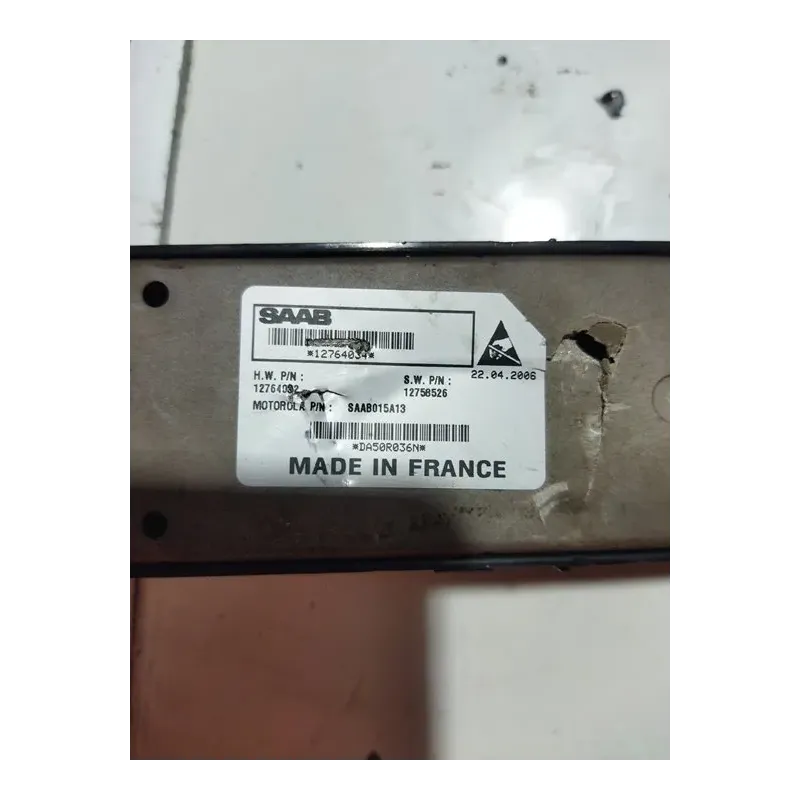 SAAB
*12764034*
22.04.2006
H.W. P/N : S.W. P/N :
12764032 12758526
MOTOROLA P/N: SAAB015A13
*DA50R036N*
MADE IN FRANCE